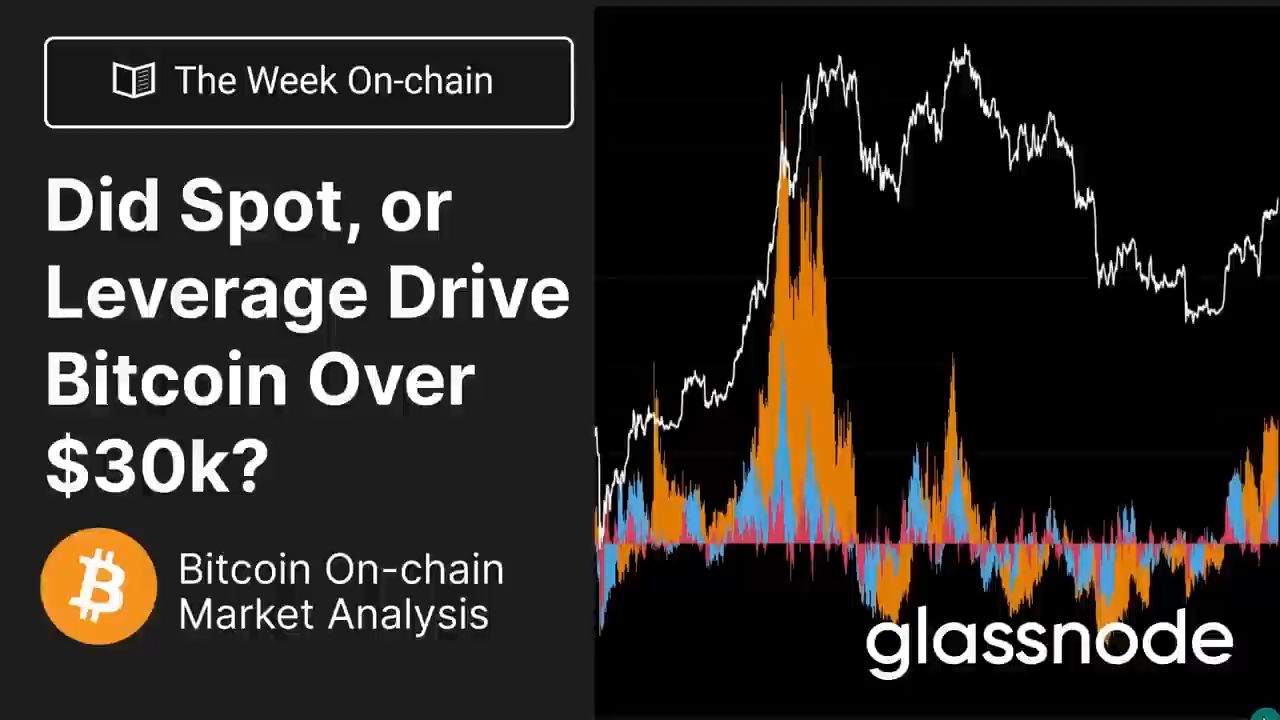 The Week On-chain
Did Spot, or
Leverage Drive
Bitcoin Over
$30k?
Bitcoin On-chain
Market Analysis
glassnode